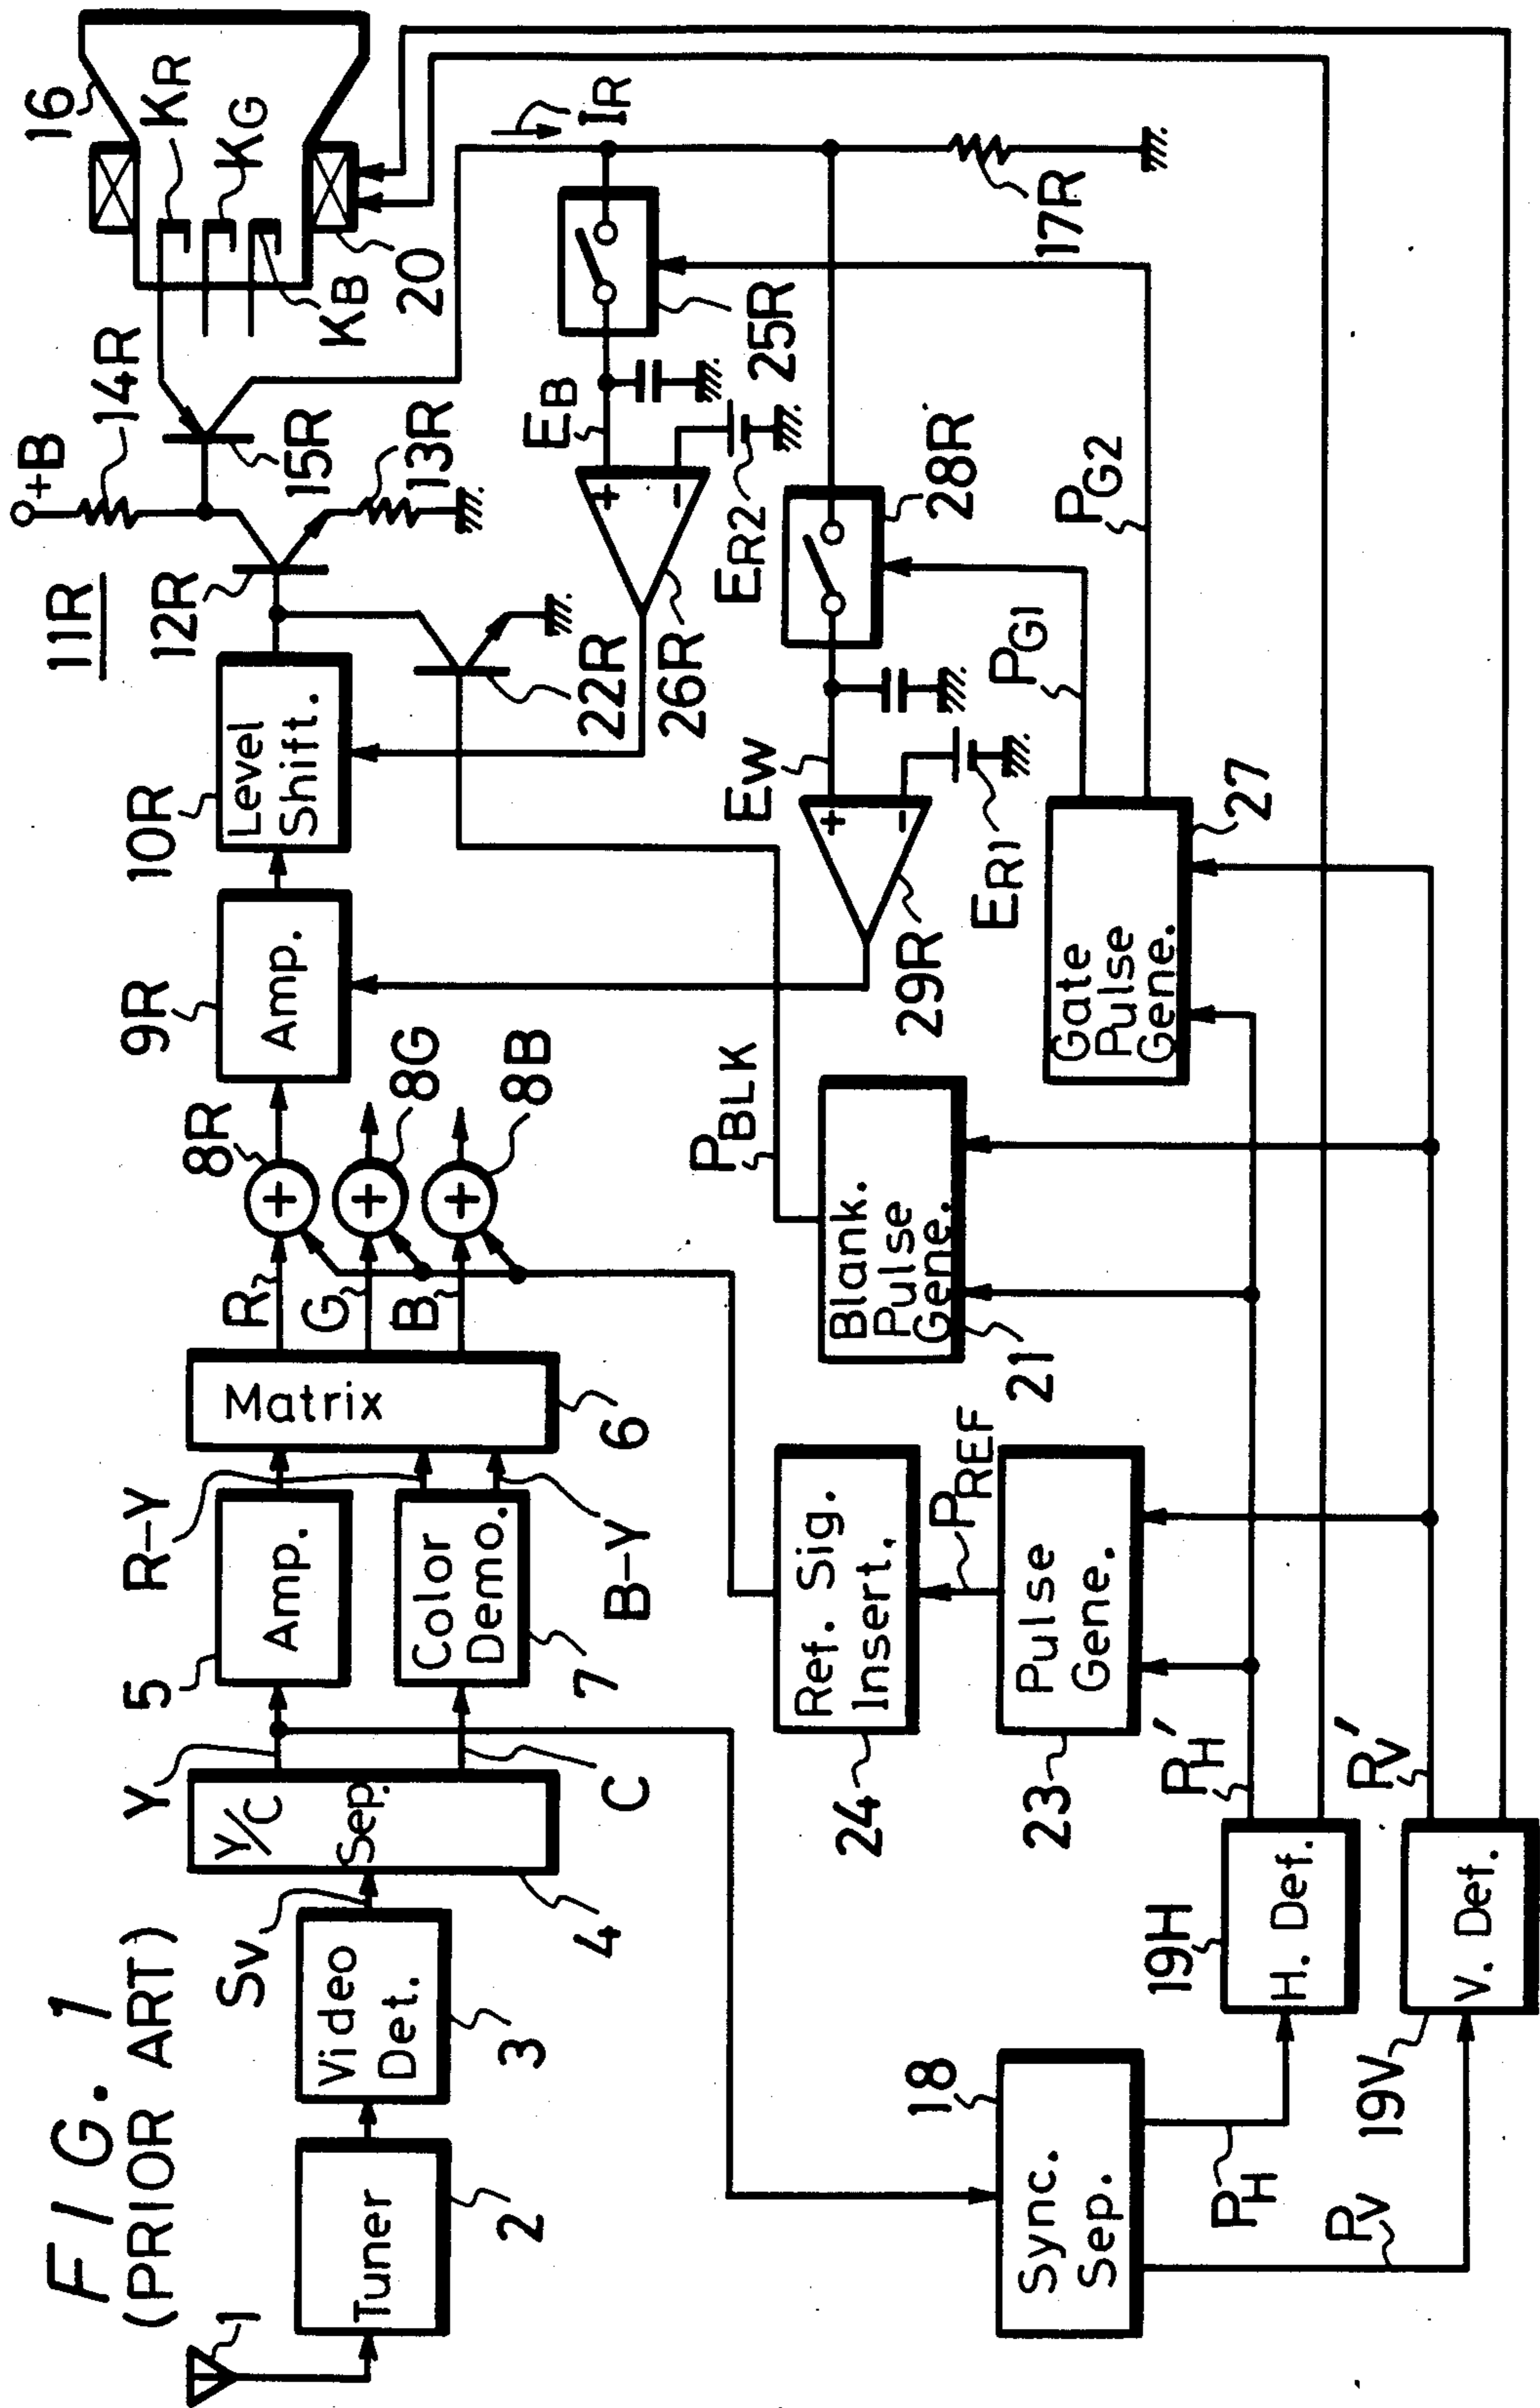 FIG. 1
(PRIOR ART)
1
Tuner
2
Video
Det.
3
Sv
Y/C
Sep.
4
Y
C
5
Amp.
Color
Demo.
7
R-Y
B-Y
Matrix
6
R
G
B
8R
8G
8B
9R
Amp.
10R
Level
Shift.
11R
12R
22R
+B
14R
15R
13R
16
KR
KG
KB
20
IR
25R
EB
ER2
26R
17R
28R
PG2
PG1
EW
ER1
29R
27
Gate
Pulse
Gene.
PBLK
Blank.
Pulse
Gene.
21
Ref. Sig.
Insert.
24
PREF
Pulse
Gene.
23
PH'
PV'
19H
H. Def.
19V
V. Def.
18
Sync.
Sep.
PH
PV